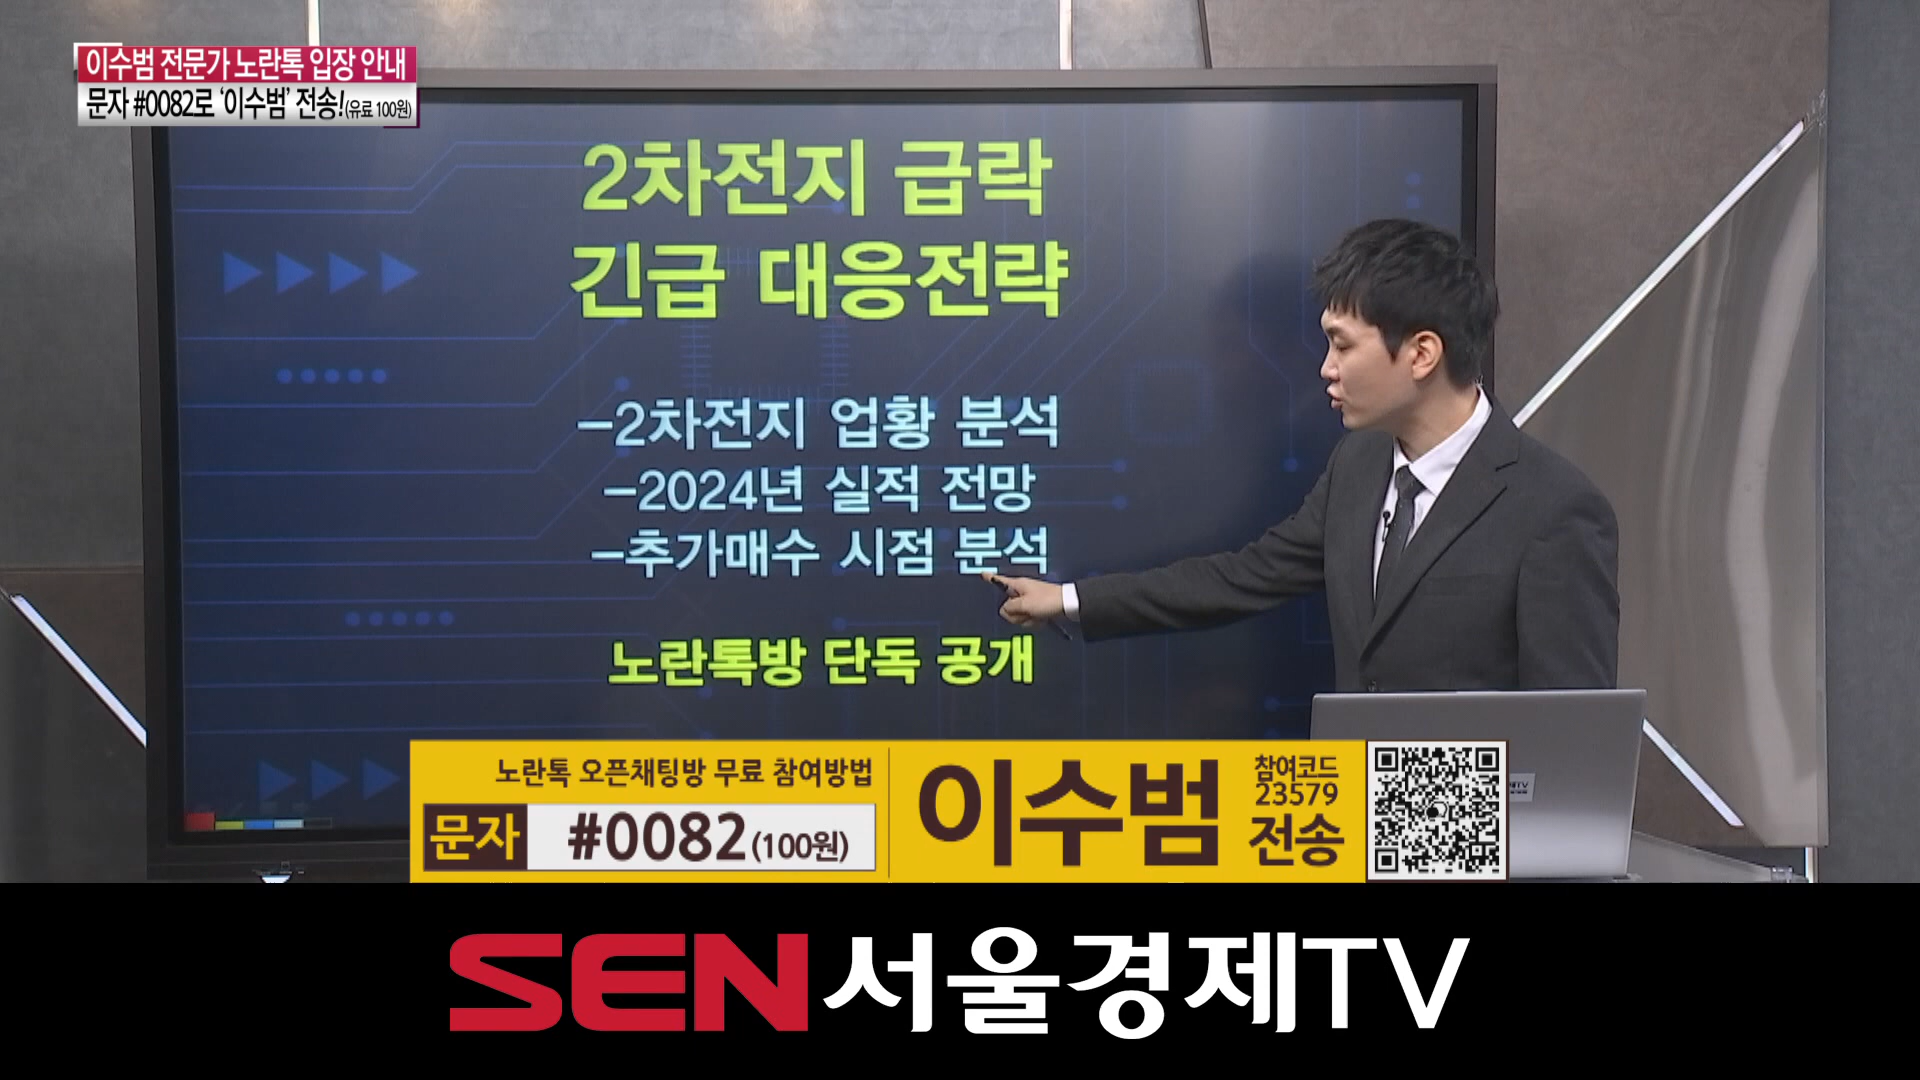 이수범 전문가 노란톡 입장 안내
문자 #0082로 '이수범' 전송!(유료 100원)
2차전지 급락
긴급 대응전략
-2차전지 업황 분석
-2024년 실적 전망
-추가매수 시점 분석
노란톡방 단독 공개
노란톡 오픈채팅방 무료 참여방법
문자 #0082(100원)
이수범
참여코드
23579
전송
SEN서울경제TV